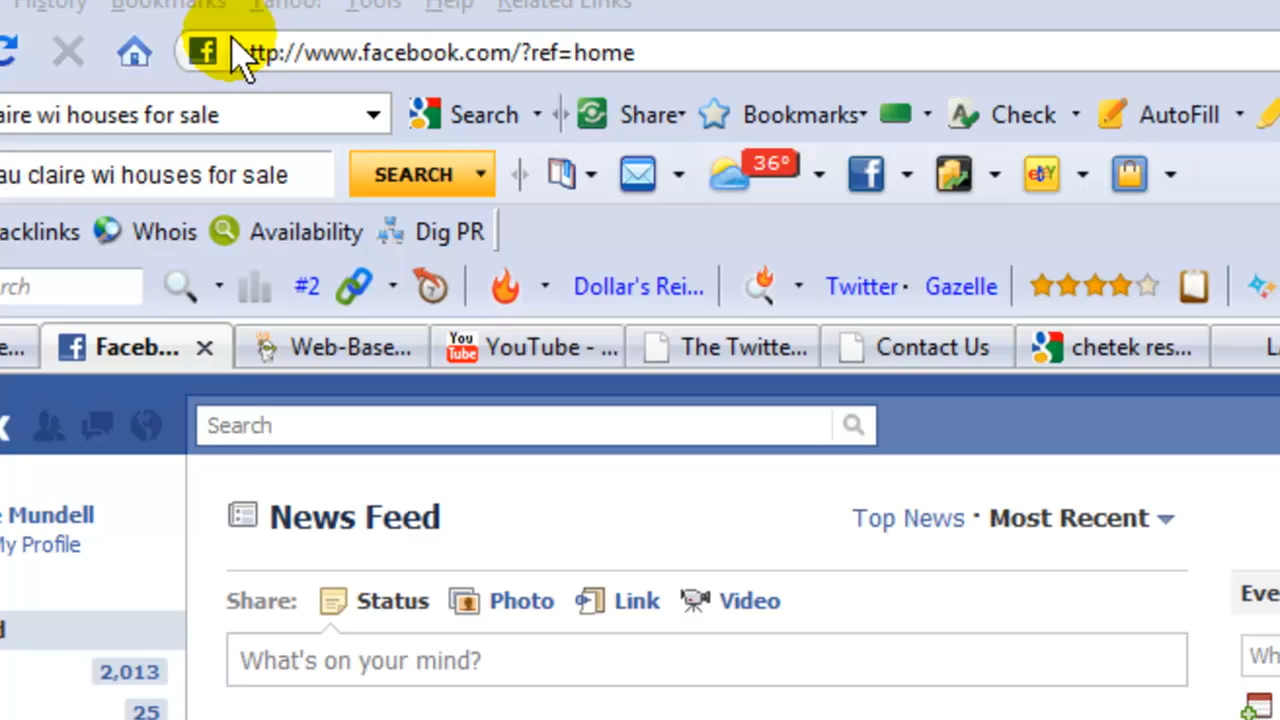 History Bookmarks Yahoo! Tools Help Related Links
ttp://www.facebook.com/?ref=home
aire wi houses for sale Search Share Bookmarks Check AutoFill
au claire wi houses for sale SEARCH 36° ebY
acklinks Whois Availability Dig PR
rch #2 7 Dollar's Rei... Twitter Gazelle
e... Faceb... Web-Base... You Tube YouTube - ... The Twitte... Contact Us chetek res...
Search
Mundell
My Profile
News Feed Top News · Most Recent
Eve
Share: Status Photo Link Video
d
What's on your mind? Wh
2,013
25